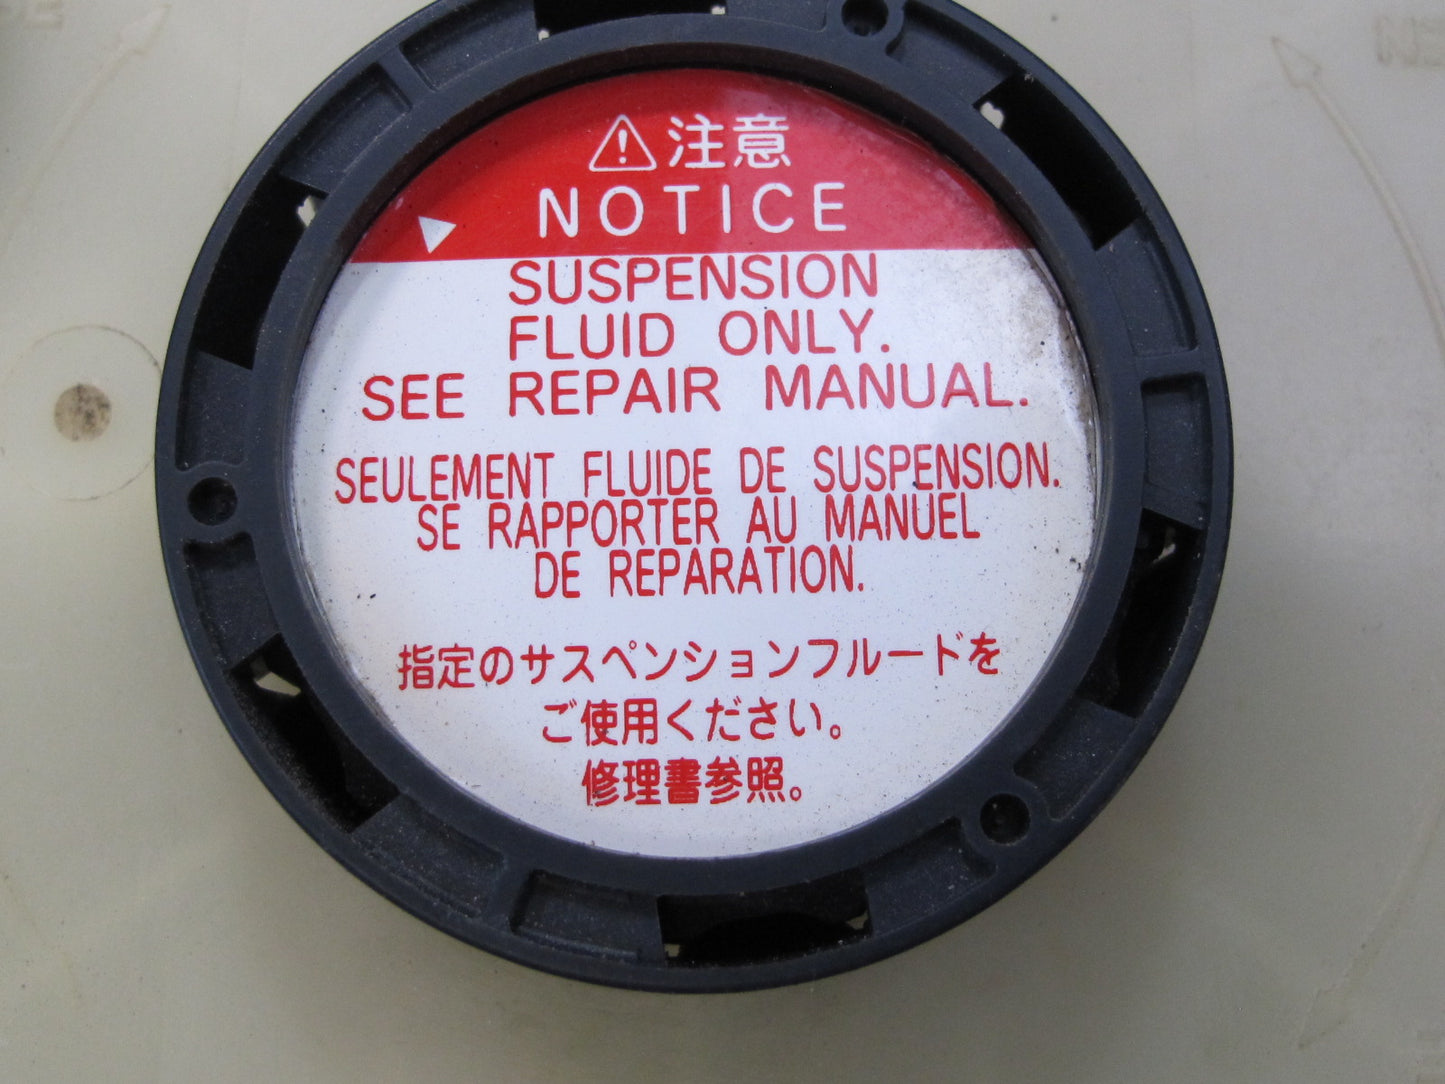 ⚠注意
NOTICE
SUSPENSION
FLUID ONLY.
SEE REPAIR MANUAL.
SEULEMENT FLUIDE DE SUSPENSION.
SE RAPPORTER AU MANUEL
DE REPARATION.
指定のサスペンションフルードを
ご使用ください。
修理書参照。